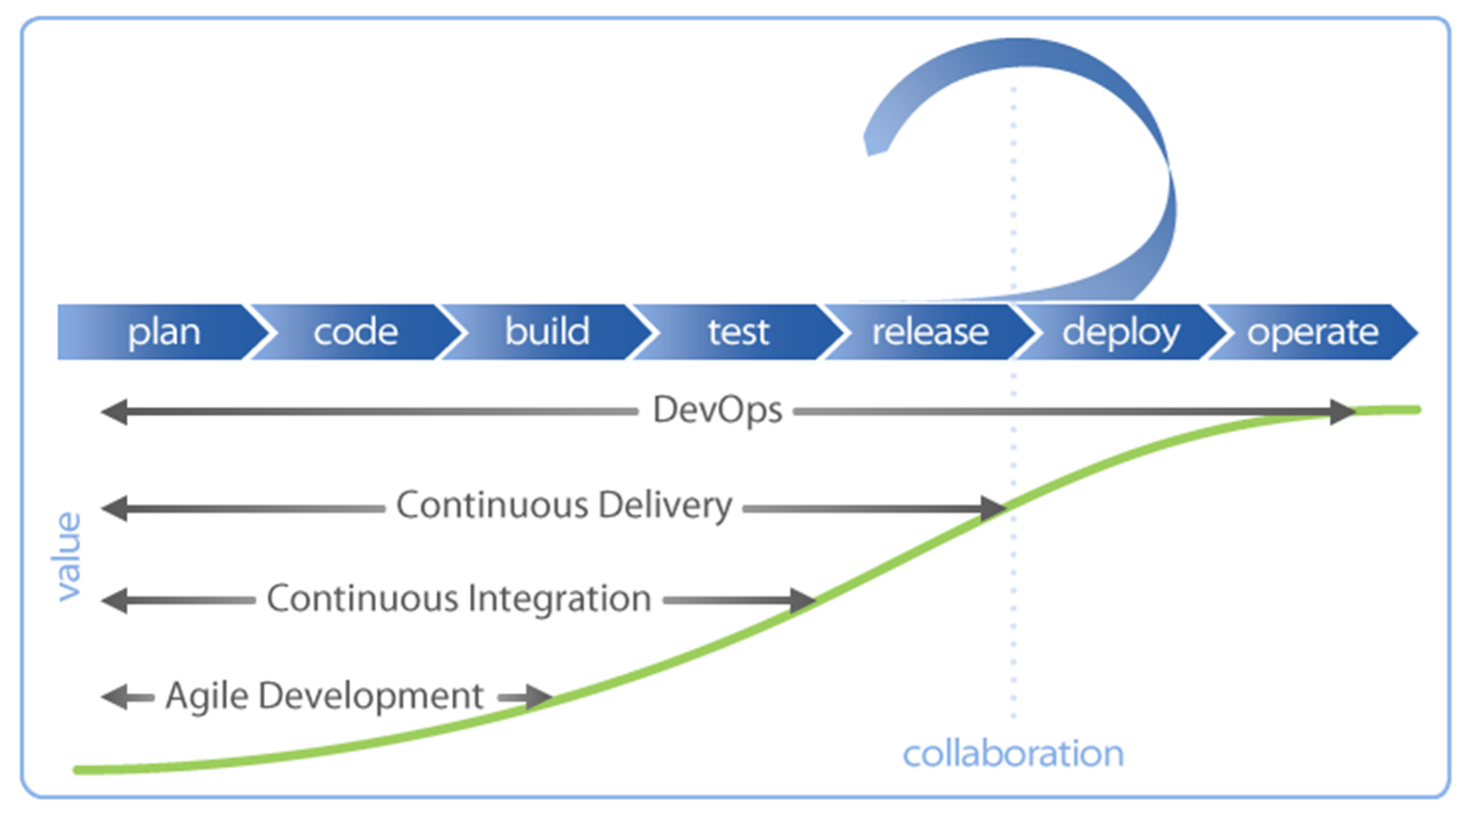 plan
code
build
test
release
deploy
operate
DevOps
Continuous Delivery
value
Continuous Integration
Agile Development
collaboration